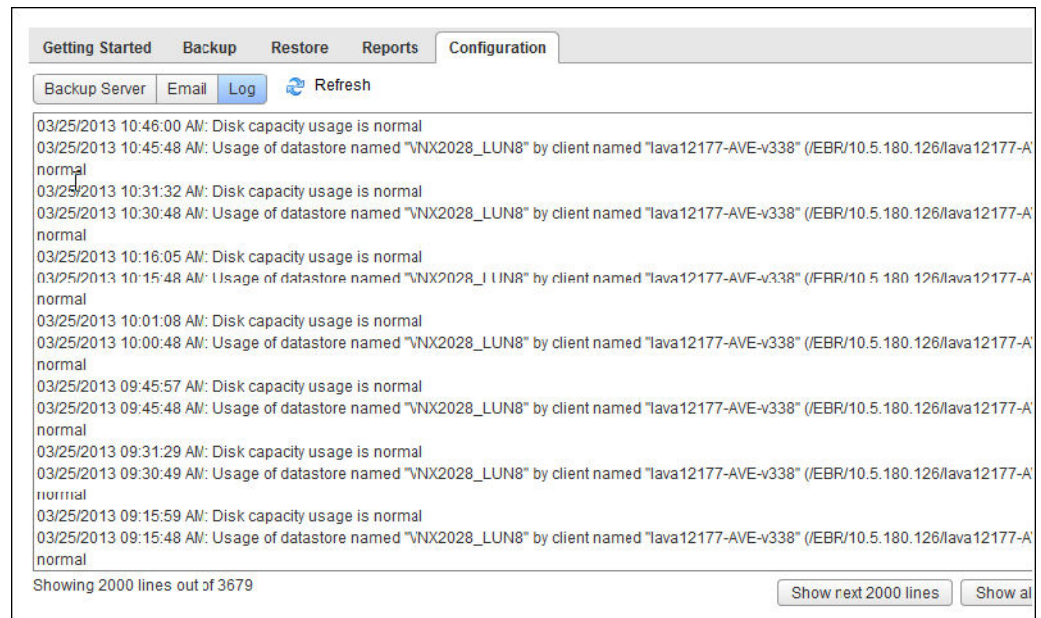 Getting Started Backup Restore Reports Configuration
Backup Server Email Log Refresh
03/25/2013 10:46:00 AM: Disk capacity usage is normal
03/25/2013 10:45:48 AM: Usage of datastore named "VNX2028_LUN8" by client named "lava12177-AVE-v338" (/EBR/10.5.180.126/lava12177-A
normal
03/25/2013 10:31:32 AM: Disk capacity usage is normal
03/25/2013 10:30:48 AM: Usage of datastore named "VNX2028_LUN8" by client named "lava12177-AVE-v338" (/EBR/10.5.180.126/lava12177-A
normal
03/25/2013 10:16:05 AM: Disk capacity usage is normal
03/25/2013 10:15:48 AM: Usage of datastore named "VNX2028_LUN8" by client named "lava12177-AVE-v338" (/EBR/10.5.180.126/lava12177-A
normal
03/25/2013 10:01:08 AM: Disk capacity usage is normal
03/25/2013 10:00:48 AM: Usage of datastore named "VNX2028_LUN8" by client named "lava12177-AVE-v338" (/EBR/10.5.180.126/lava12177-A
normal
03/25/2013 09:45:57 AM: Disk capacity usage is normal
03/25/2013 09:45:48 AM: Usage of datastore named "VNX2028_LUN8" by client named "lava12177-AVE-v338" (/EBR/10.5.180.126/lava12177-A
normal
03/25/2013 09:31:29 AM: Disk capacity usage is normal
03/25/2013 09:30:49 AM: Usage of datastore named "VNX2028_LUN8" by client named "lava12177-AVE-v338" (/EBR/10.5.180.126/lava12177-A
normal
03/25/2013 09:15:59 AM: Disk capacity usage is normal
03/25/2013 09:15:48 AM: Usage of datastore named "VNX2028_LUN8" by client named "lava12177-AVE-v338" (/EBR/10.5.180.126/lava12177-A
normal
Showing 2000 lines out of 3679
Show next 2000 lines Show al